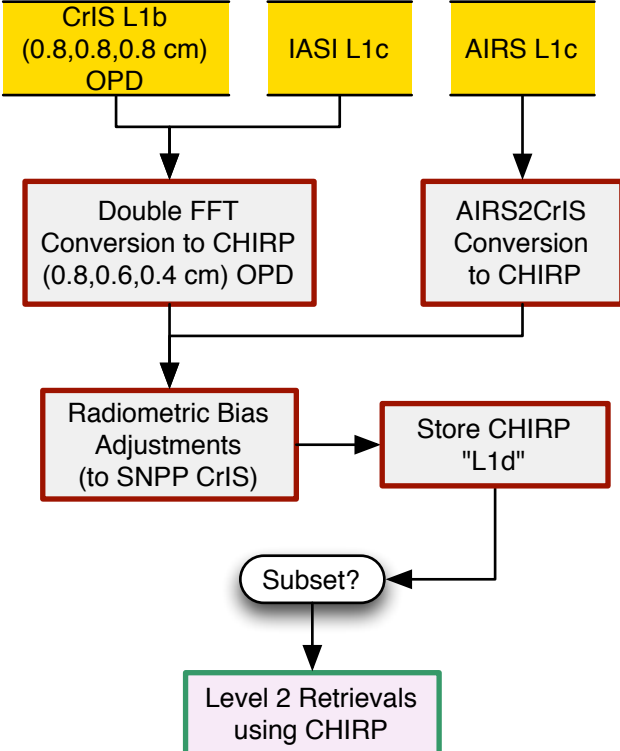 CrIS L1b
(0.8,0.8,0.8 cm)
OPD
IASI L1c
AIRS L1c
Double FFT
Conversion to CHIRP
(0.8,0.6,0.4 cm) OPD
AIRS2CrIS
Conversion
to CHIRP
Radiometric Bias
Adjustments
(to SNPP CrIS)
Store CHIRP
"L1d"
Subset?
Level 2 Retrievals
using CHIRP